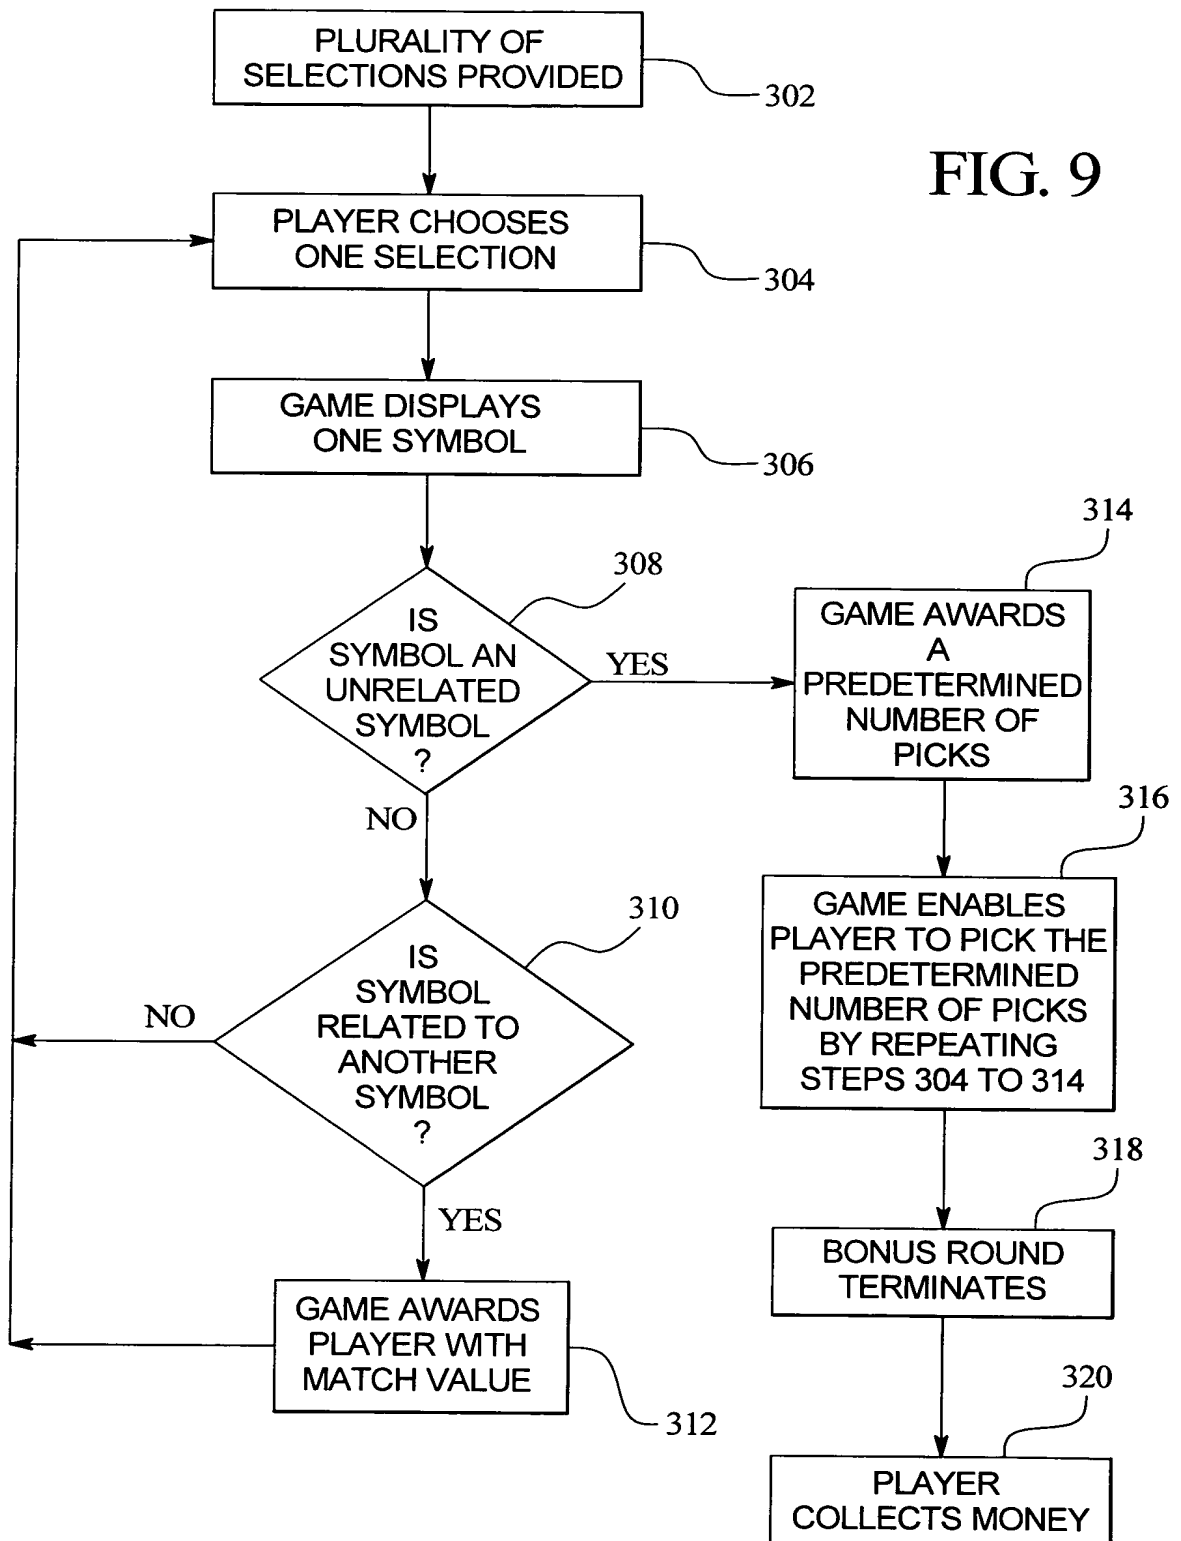 PLURALITY OF
SELECTIONS PROVIDED
302
FIG. 9
PLAYER CHOOSES
ONE SELECTION
304
GAME DISPLAYS
ONE SYMBOL
306
308
IS
SYMBOL AN
UNRELATED
SYMBOL
?
YES
NO
314
GAME AWARDS
A
PREDETERMINED
NUMBER OF
PICKS
310
IS
SYMBOL
RELATED TO
ANOTHER
SYMBOL
?
NO
YES
316
GAME ENABLES
PLAYER TO PICK THE
PREDETERMINED
NUMBER OF PICKS
BY REPEATING
STEPS 304 TO 314
GAME AWARDS
PLAYER WITH
MATCH VALUE
312
318
BONUS ROUND
TERMINATES
320
PLAYER
COLLECTS MONEY